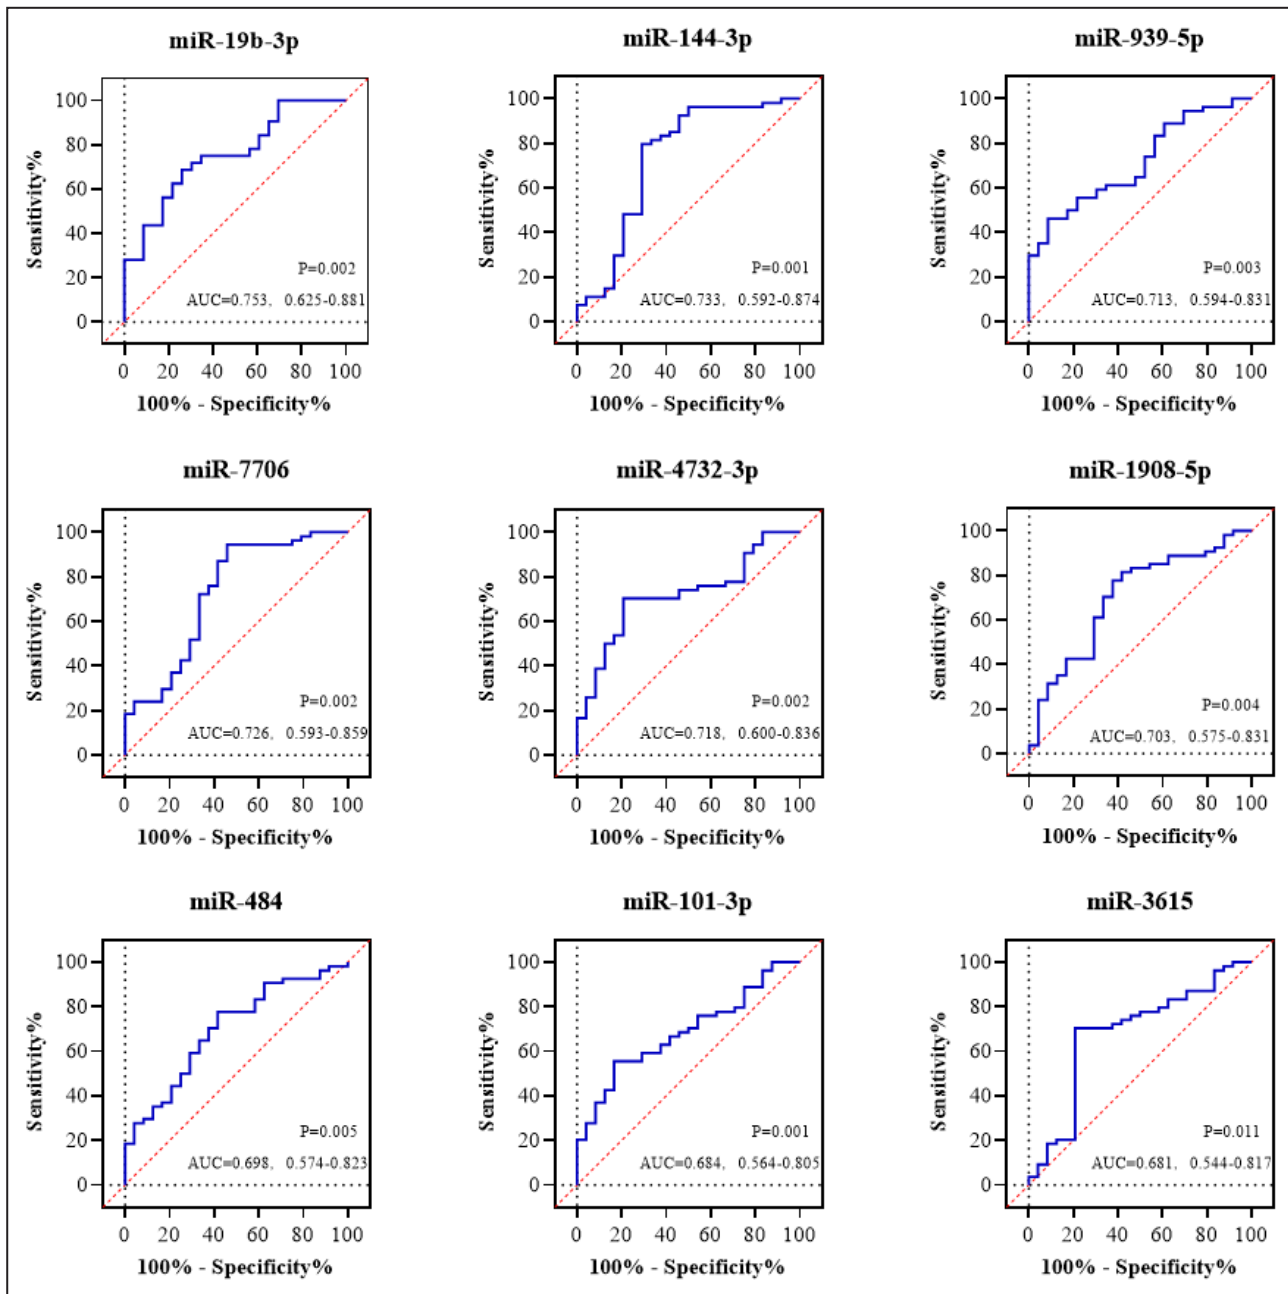 miR-19b-3p
100
80
60
40
20
0
Sensitivity%
P=0.002
AUC=0.753, 0.625-0.881
0 20 40 60 80 100
100% - Specificity%
miR-144-3p
100
80
60
40
20
0
Sensitivity%
P=0.001
AUC=0.733, 0.592-0.874
0 20 40 60 80 100
100% - Specificity%
miR-939-5p
100
80
60
40
20
0
Sensitivity%
P=0.003
AUC=0.713, 0.594-0.831
0 20 40 60 80 100
100% - Specificity%
miR-7706
100
80
60
40
20
0
Sensitivity%
P=0.002
AUC=0.726, 0.593-0.859
0 20 40 60 80 100
100% - Specificity%
miR-4732-3p
100
80
60
40
20
0
Sensitivity%
P=0.002
AUC=0.718, 0.600-0.836
0 20 40 60 80 100
100% - Specificity%
miR-1908-5p
100
80
60
40
20
0
Sensitivity%
P=0.004
AUC=0.703, 0.575-0.831
0 20 40 60 80 100
100% - Specificity%
miR-484
100
80
60
40
20
0
Sensitivity%
P=0.005
AUC=0.698, 0.574-0.823
0 20 40 60 80 100
100% - Specificity%
miR-101-3p
100
80
60
40
20
0
Sensitivity%
P=0.001
AUC=0.684, 0.564-0.805
0 20 40 60 80 100
100% - Specificity%
miR-3615
100
80
60
40
20
0
Sensitivity%
P=0.011
AUC=0.681, 0.544-0.817
0 20 40 60 80 100
100% - Specificity%